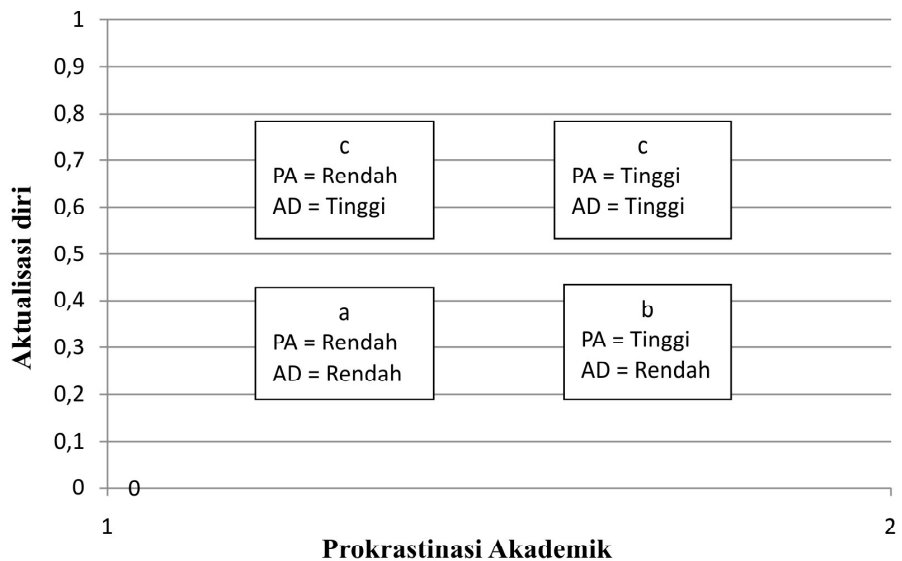 Aktualisasi diri
1
0,9
0,8
0,7
0,6
0,5
0,4
0,3
0,2
0,1
0
c
PA = Rendah
AD = Tinggi
c
PA = Tinggi
AD = Tinggi
a
PA = Rendah
AD = Rendah
b
PA = Tinggi
AD = Rendah
0
1
2
Prokrastinasi Akademik